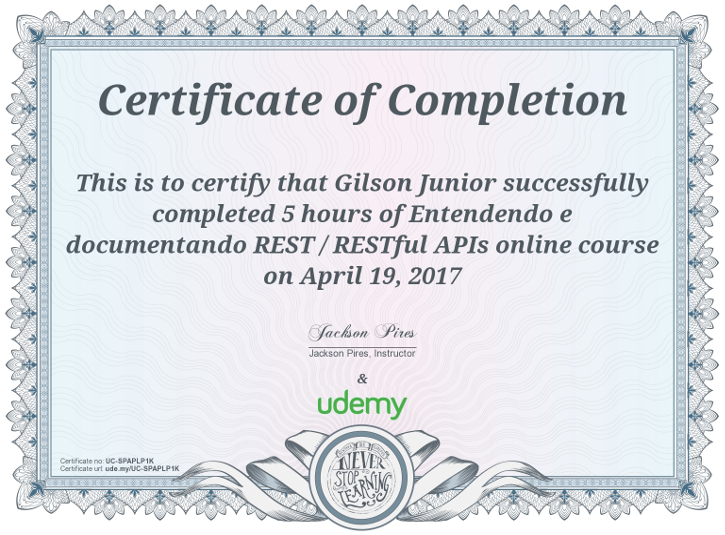 Certificate of Completion
This is to certify that Gilson Junior successfully
completed 5 hours of Entendendo e
documentando REST / RESTful APIs online course
on April 19, 2017
Jackson Pires
Jackson Pires, Instructor
&
udemy
Certificate no: UC-SPAPLP1K
Certificate url: ude.my/UC-SPAPLP1K
NEVER
STOP
LEARNING